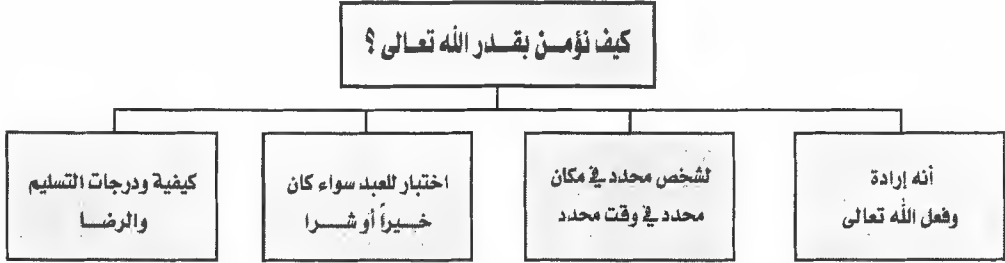 كيف نؤمن بقدر الله تعالى ؟
أنه إرادة
وفعل الله تعالى
لشخص محدد في مكان
محدد في وقت محدد
اختبار للعبد سواء كان
خيراً أو شرا
كيفية ودرجات التسليم
والرضا